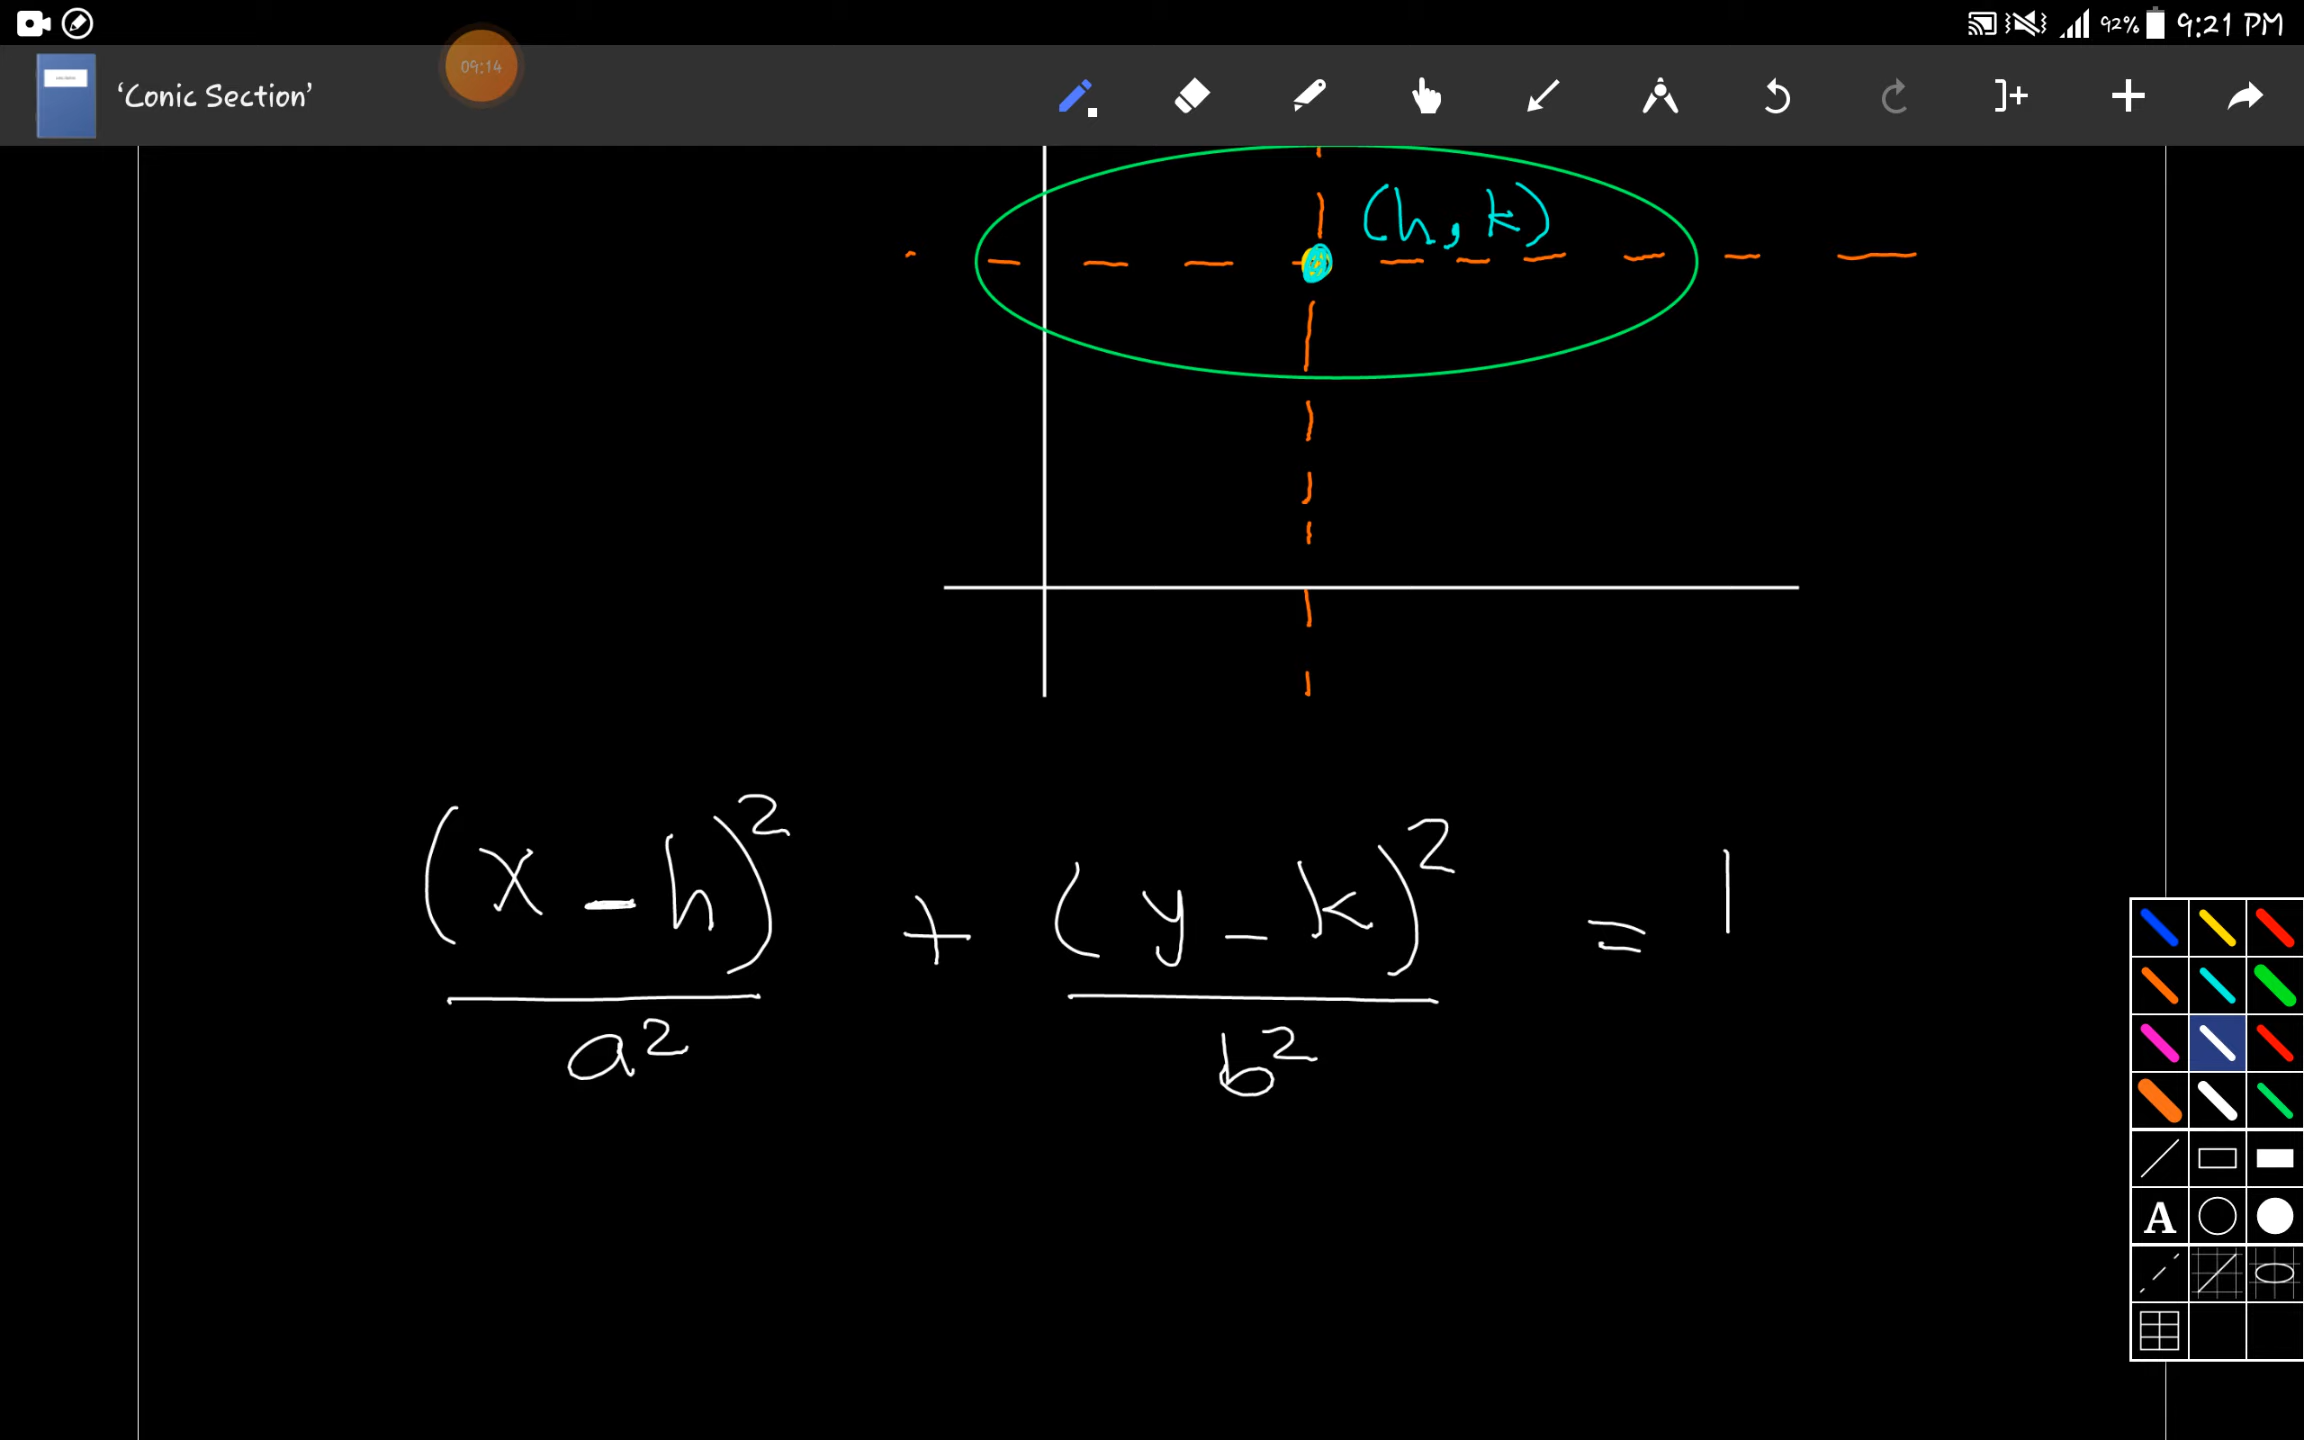 92% 9:21 PM
'Conic Section' 09:14
(h, k)
(x - h)² + (y - k)² = 1
a² b²
A